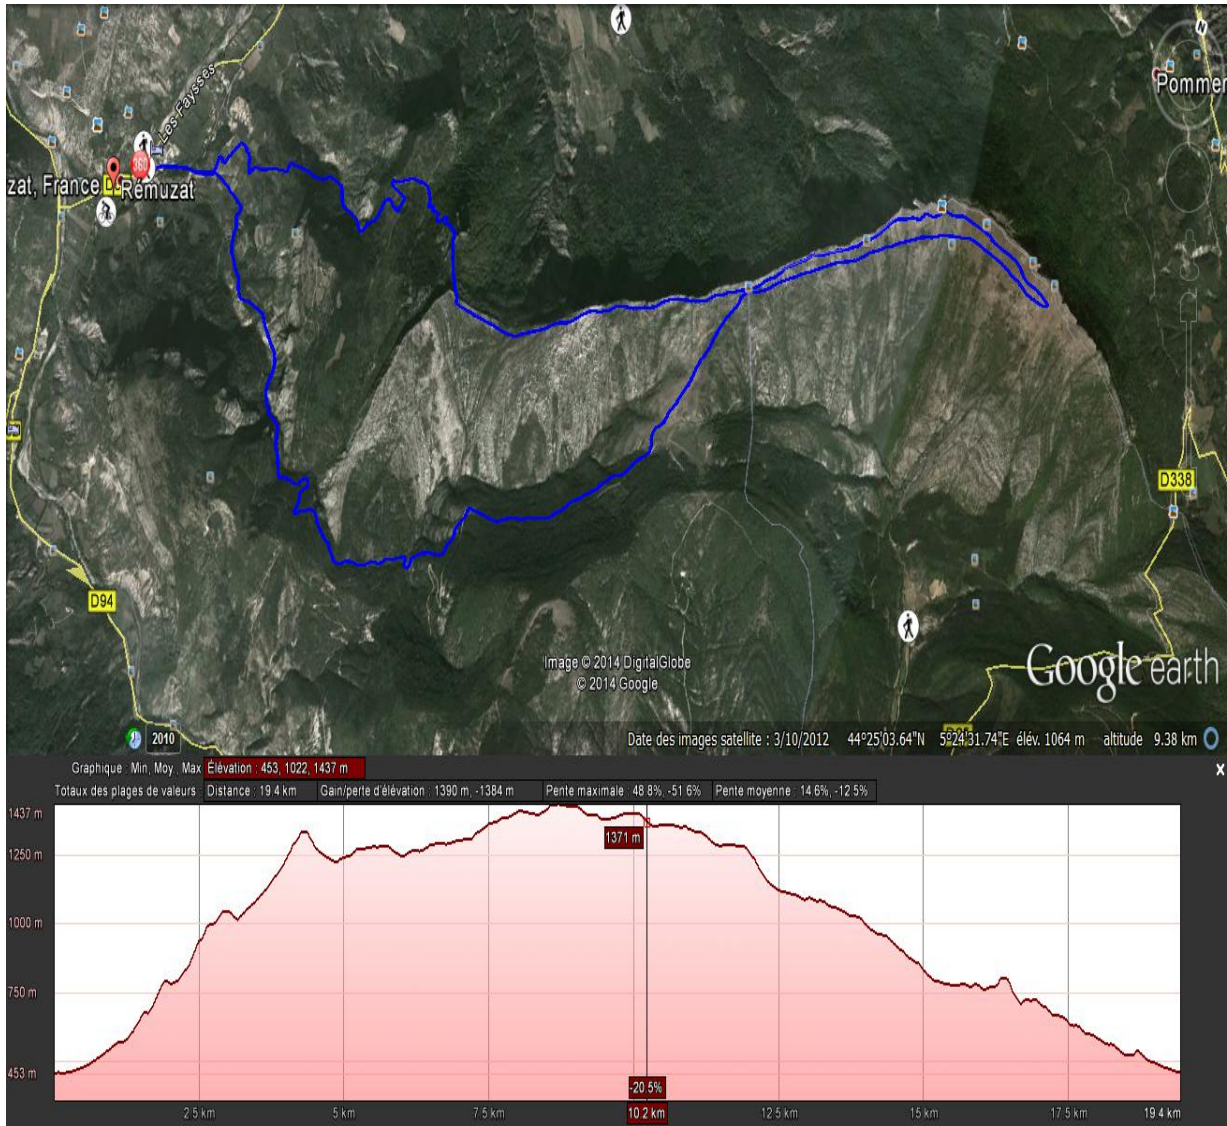 N
Pommer
Les Faysses
360
zat, France
Rémuzat
D338
D94
Image © 2014 DigitalGlobe
© 2014 Google
Google earth
2010
Date des images satellite : 3/10/2012 44°25'03.64"N 5°24'31.74"E élév. 1064 m altitude 9.38 km
Graphique : Min, Moy., Max Élévation : 453, 1022, 1437 m
x
Totaux des plages de valeurs : Distance : 19.4 km Gain/perte d'élévation : 1390 m, -1384 m Pente maximale : 48.8%, -51.6% Pente moyenne : 14.6%, -12.5%
1437 m
1371 m
1250 m
1000 m
750 m
453 m
-20.5%
2.5 km 5 km 7.5 km 10.2 km 12.5 km 15 km 17.5 km 19.4 km